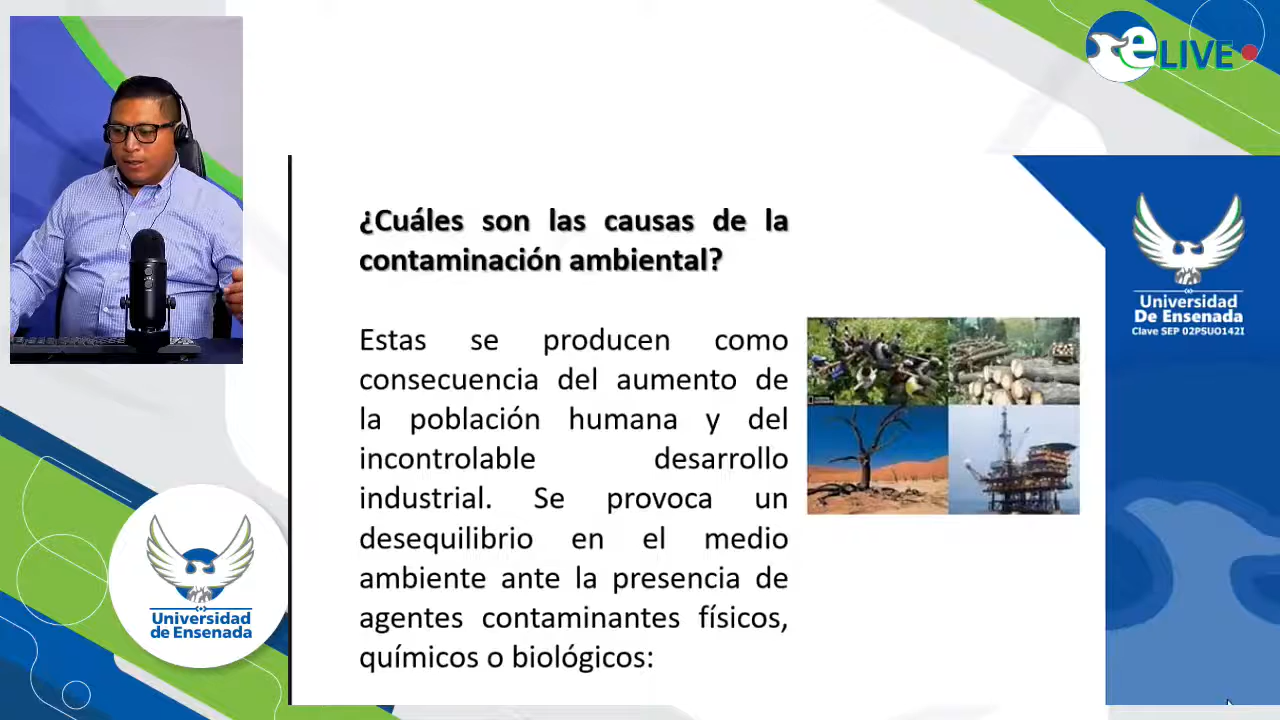 eLIVE
¿Cuáles son las causas de la
contaminación ambiental?
Estas se producen como
consecuencia del aumento de
la población humana y del
incontrolable desarrollo
industrial. Se provoca un
desequilibrio en el medio
ambiente ante la presencia de
agentes contaminantes físicos,
químicos o biológicos:
Universidad
De Ensenada
Clave SEP 02PSU0142I
Universidad
de Ensenada